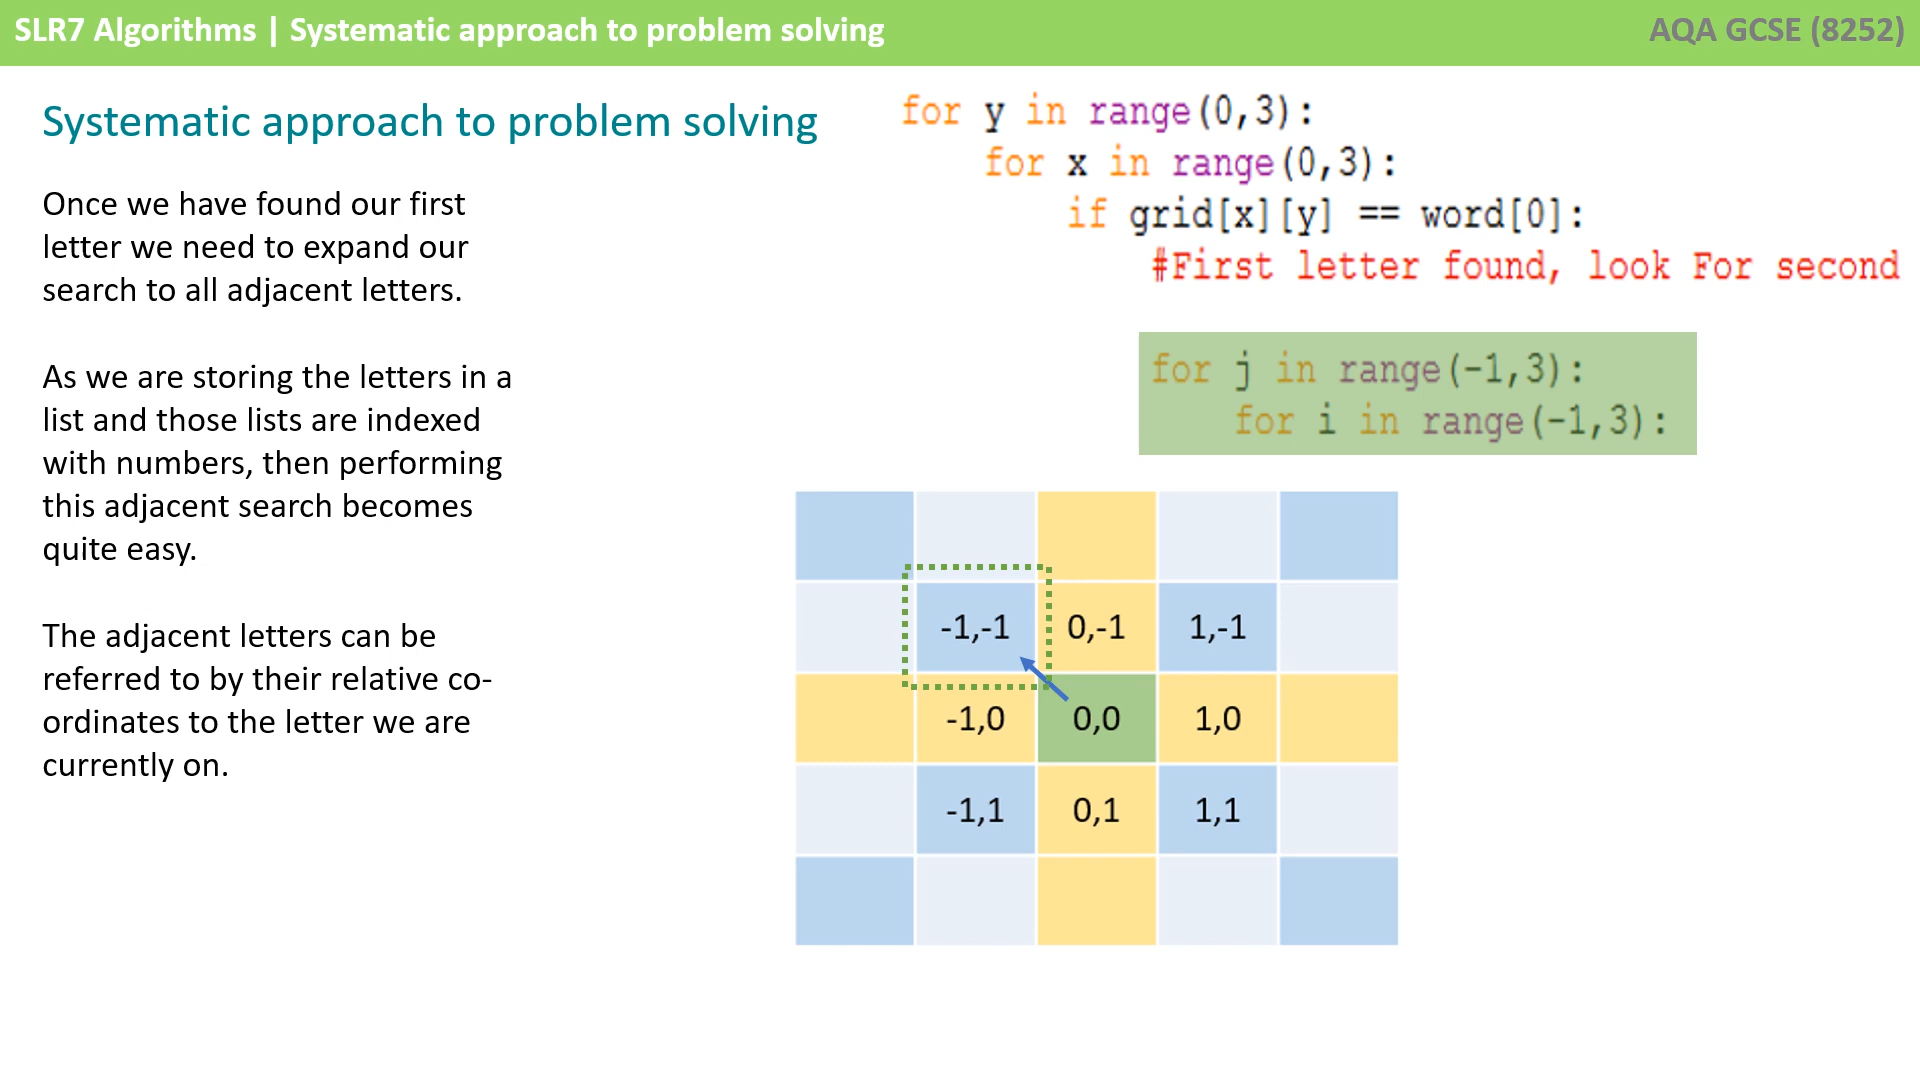 SLR7 Algorithms | Systematic approach to problem solving
AQA GCSE (8252)
Systematic approach to problem solving
Once we have found our first
letter we need to expand our
search to all adjacent letters.
As we are storing the letters in a
list and those lists are indexed
with numbers, then performing
this adjacent search becomes
quite easy.
The adjacent letters can be
referred to by their relative co-
ordinates to the letter we are
currently on.
for y in range(0,3):
    for x in range(0,3):
        if grid[x][y] == word[0]:
            #First letter found, look For second
for j in range(-1,3):
    for i in range(-1,3):
-1,-1 0,-1 1,-1
-1,0 0,0 1,0
-1,1 0,1 1,1